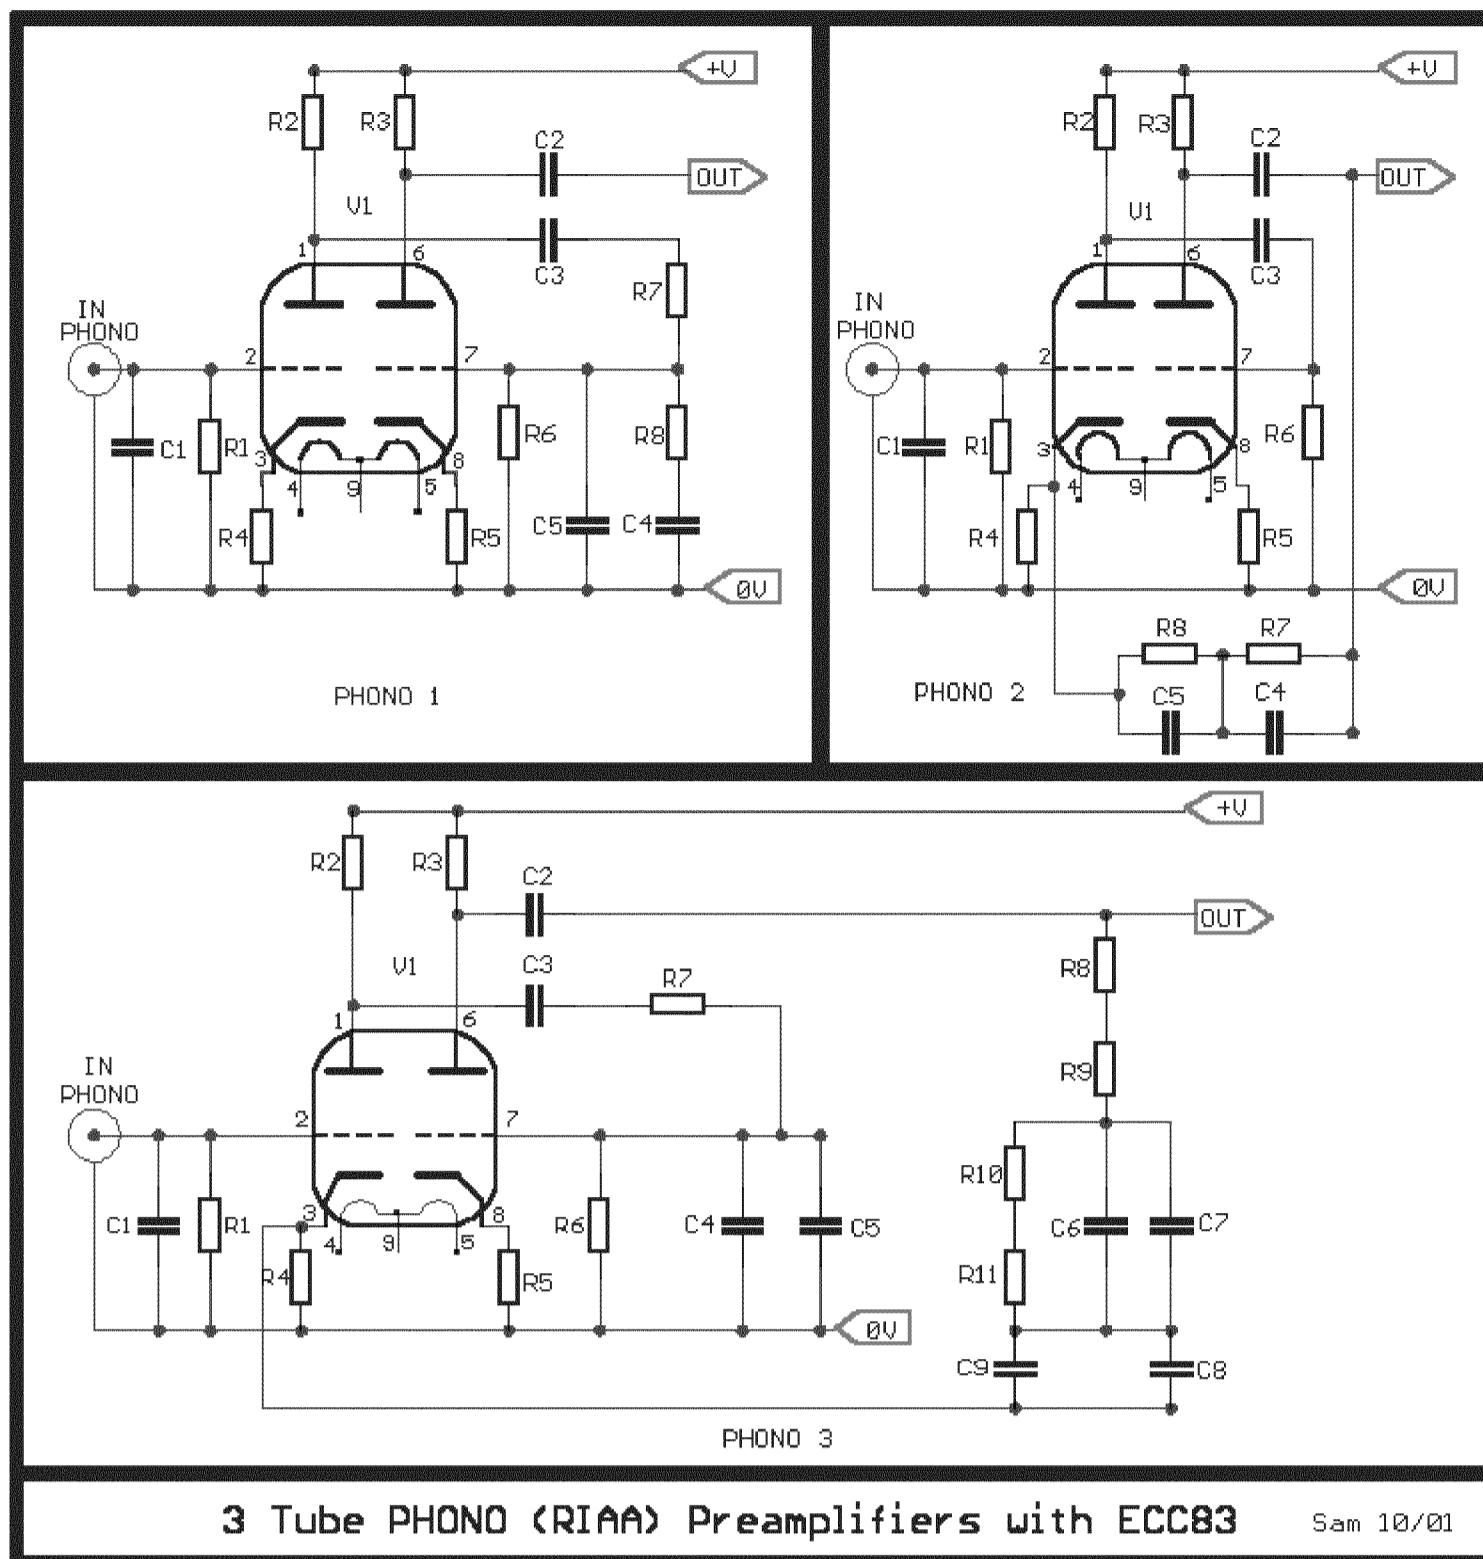 +V
R2
R3
C2
OUT
V1
1
6
C3
R7
IN
PHONO
2
7
C1
R1
R6
R8
3
8
4
9
5
R4
R5
C5
C4
0V
PHONO 1
+V
R2
R3
C2
OUT
V1
1
6
C3
IN
PHONO
2
7
C1
R1
R6
3
8
4
9
5
R4
R5
0V
R8
R7
C5
C4
PHONO 2
+V
R2
R3
C2
OUT
V1
C3
R7
R8
1
6
R9
IN
PHONO
2
7
R10
C1
R1
R6
C4
C5
C6
C7
3
8
4
9
5
R4
R5
R11
0V
C9
C8
PHONO 3
3 Tube PHONO (RIAA) Preamplifiers with ECC83
Sam 10/01